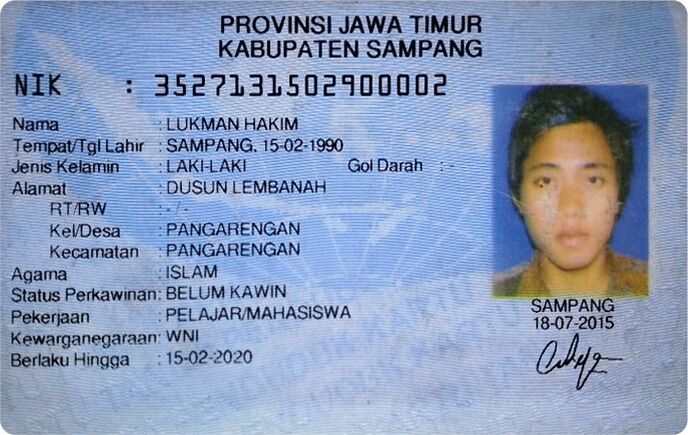 PROVINSI JAWA TIMUR
KABUPATEN SAMPANG
NIK : 3527131502900002
Nama : LUKMAN HAKIM
Tempat/Tgl Lahir : SAMPANG, 15-02-1990
Jenis Kelamin : LAKI-LAKI Gol Darah : -
Alamat : DUSUN LEMBANAH
RT/RW : -/-
Kel/Desa : PANGARENGAN
Kecamatan : PANGARENGAN
Agama : ISLAM
Status Perkawinan: BELUM KAWIN
Pekerjaan : PELAJAR/MAHASISWA
Kewarganegaraan: WNI
Berlaku Hingga : 15-02-2020
SAMPANG
18-07-2015